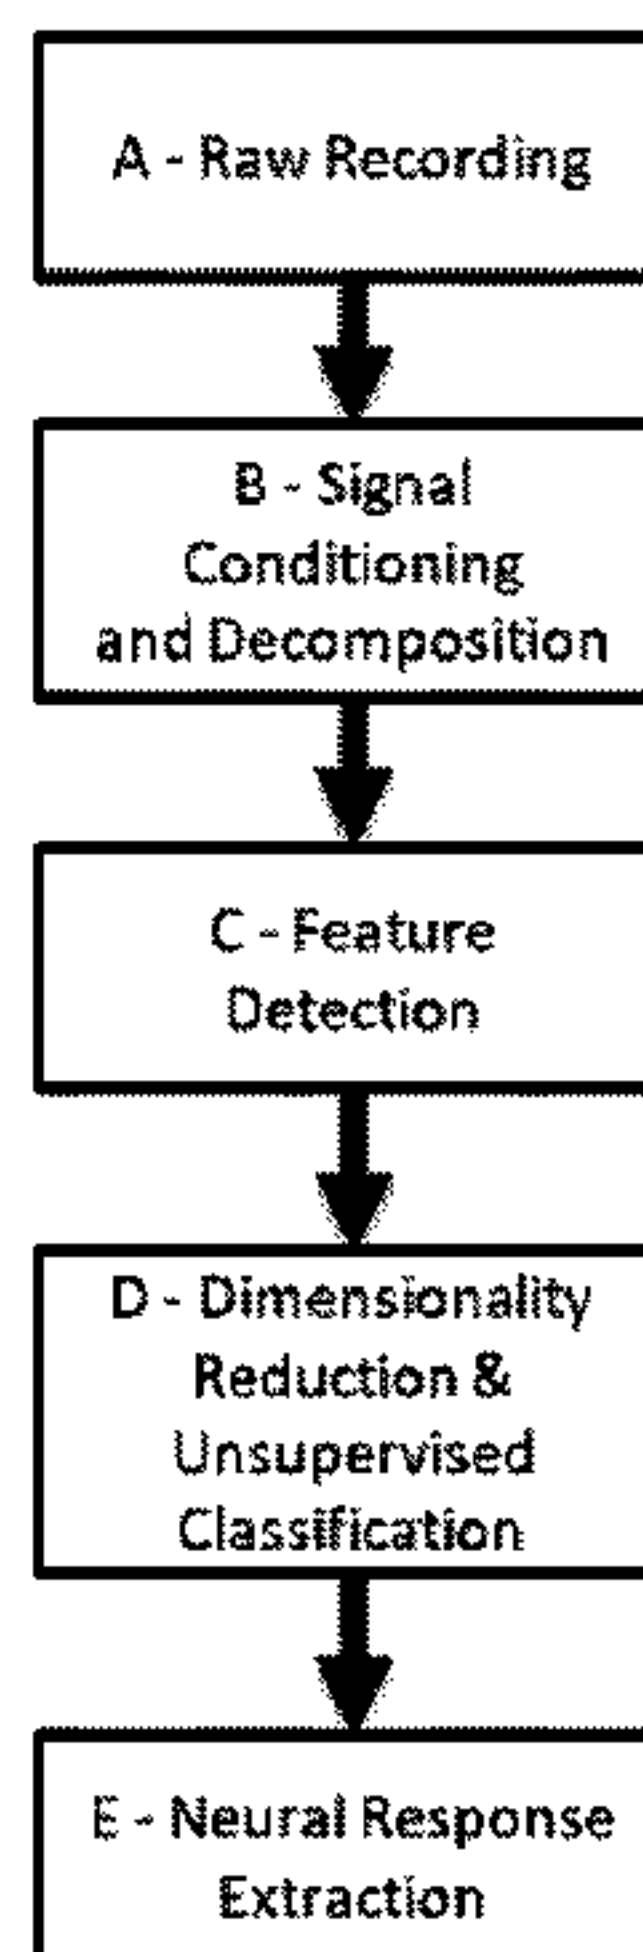 A - Raw Recording
B - Signal
Conditioning
and Decomposition
C - Feature
Detection
D - Dimensionality
Reduction &
Unsupervised
Classification
E - Neural Response
Extraction